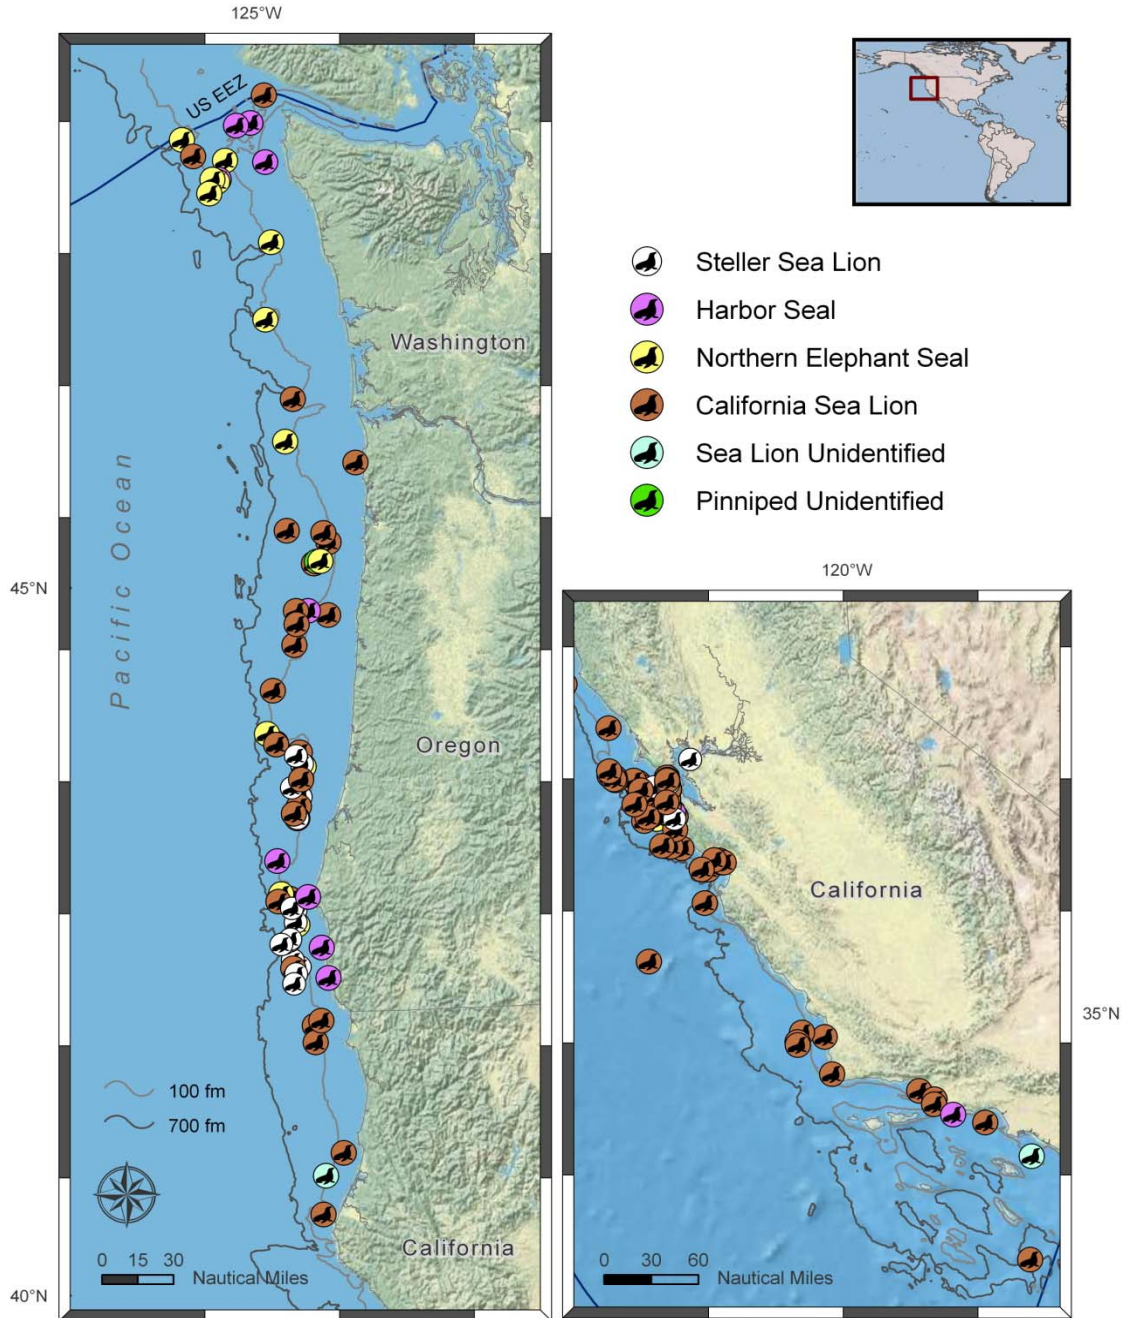 125°W
US EEZ
Washington
Pacific Ocean
45°N
Oregon
100 fm
700 fm
0 15 30 Nautical Miles
California
40°N
Steller Sea Lion
Harbor Seal
Northern Elephant Seal
California Sea Lion
Sea Lion Unidentified
Pinniped Unidentified
120°W
California
35°N
0 30 60 Nautical Miles